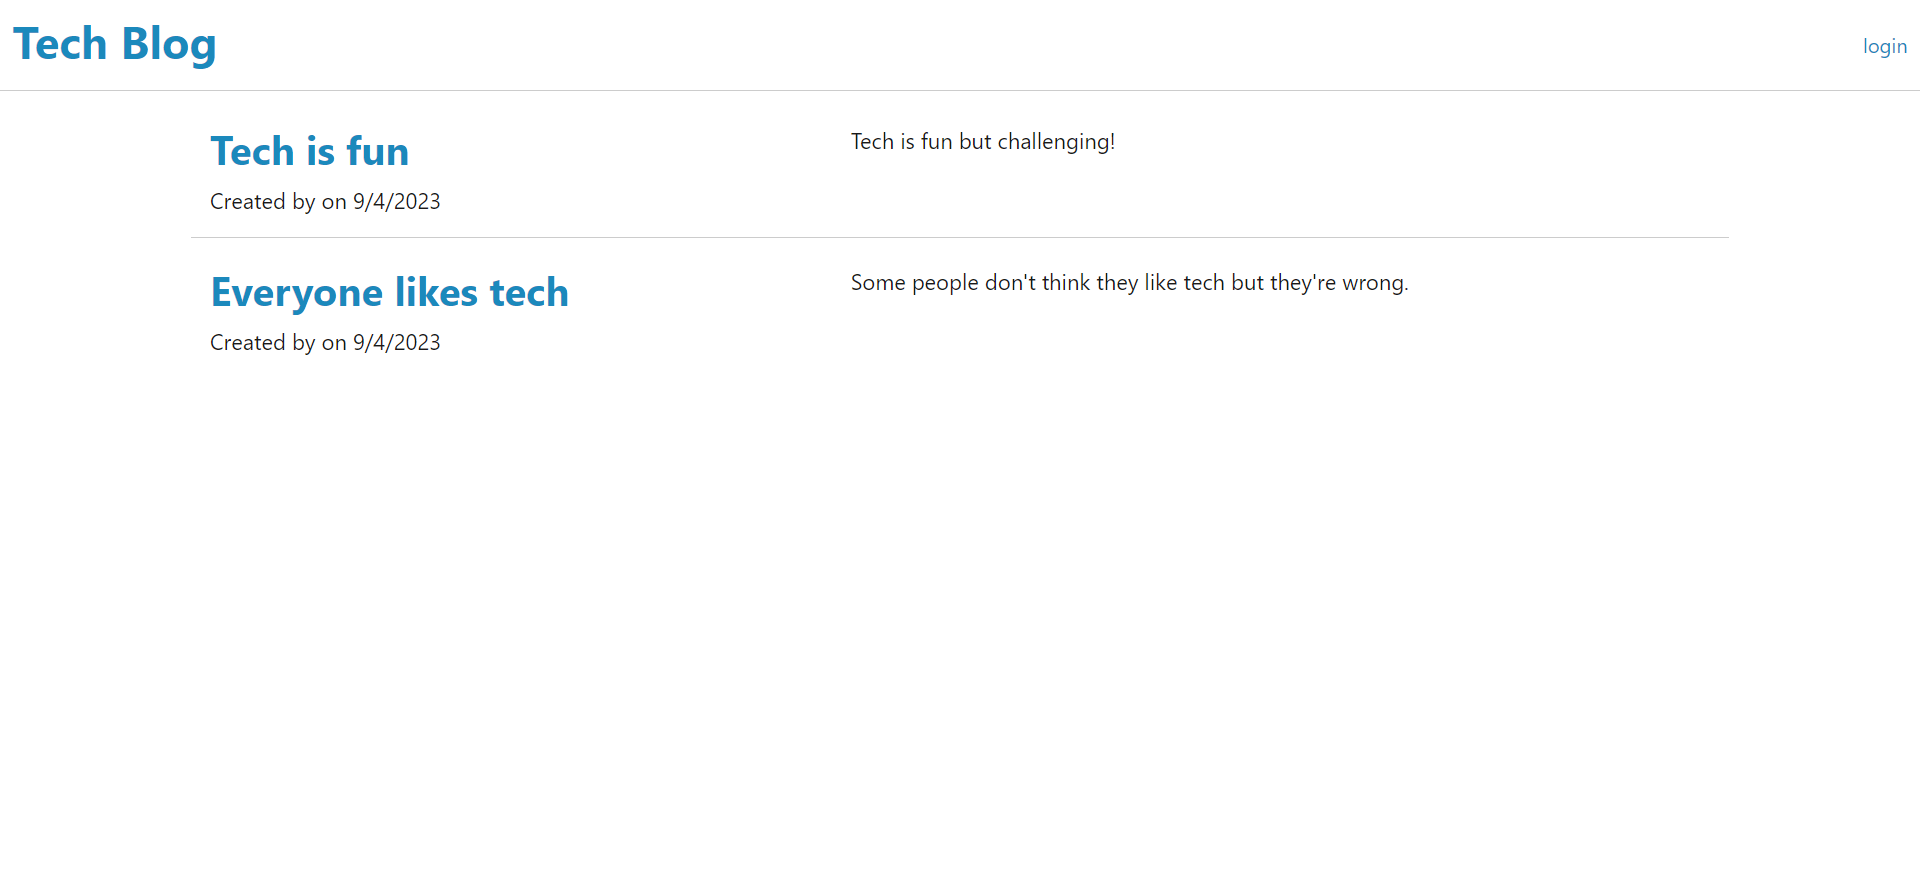 Tech Blog
login
Tech is fun
Created by on 9/4/2023
Tech is fun but challenging!
Everyone likes tech
Created by on 9/4/2023
Some people don't think they like tech but they're wrong.